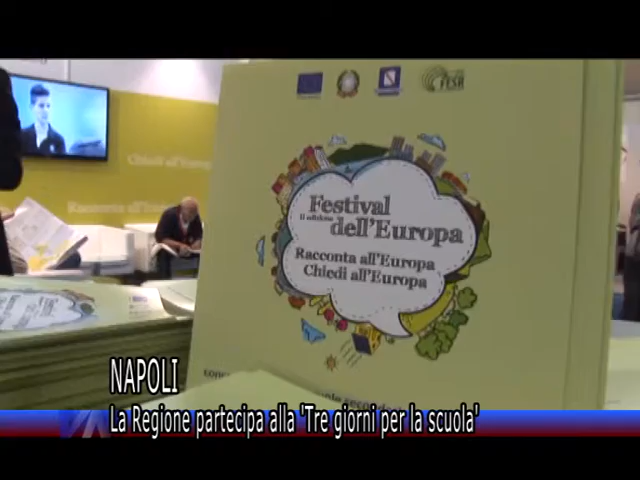 FESR
Chiedi all'Europa
Racconta all'Europa
Festival
II edizione
dell'Europa
Racconta all'Europa
Chiedi all'Europa
NAPOLI
La Regione partecipa alla 'Tre giorni per la scuola'